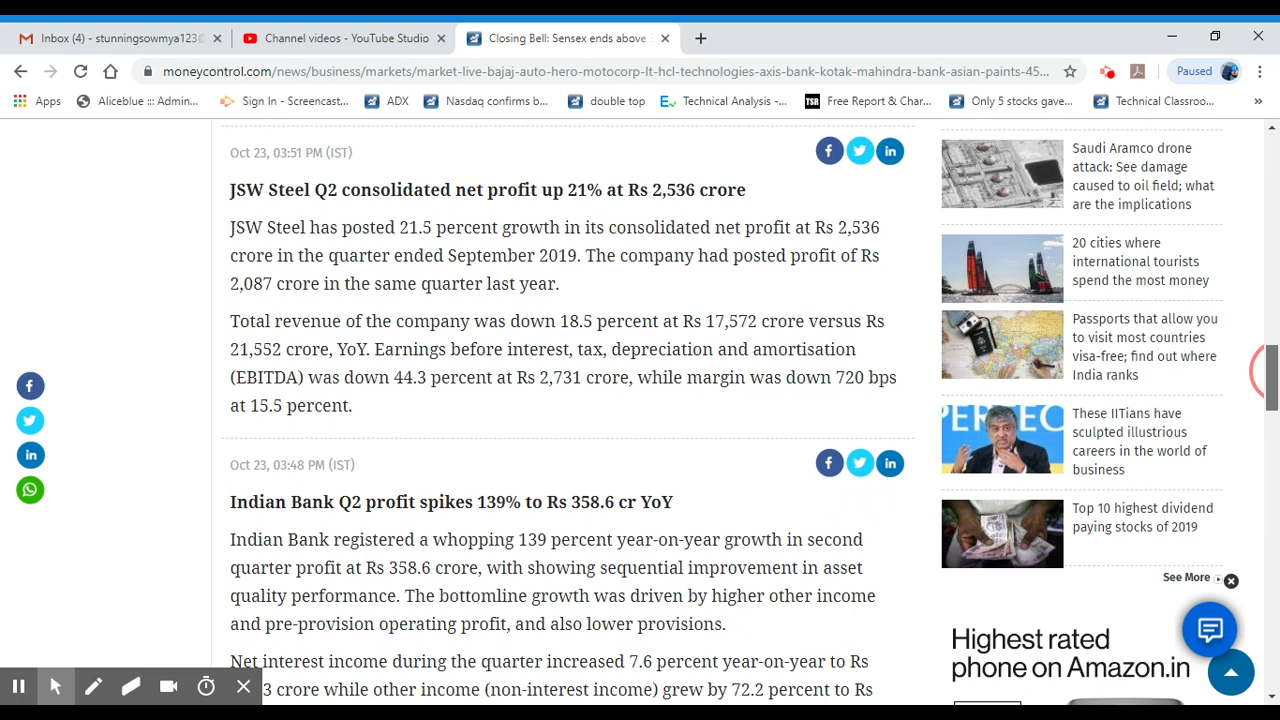 Inbox (4) - stunningsowmya123@
Channel videos - YouTube Studio
Closing Bell: Sensex ends above
moneycontrol.com/news/business/markets/market-live-bajaj-auto-hero-motocorp-lt-hcl-technologies-axis-bank-kotak-mahindra-bank-asian-paints-45...
Paused
Apps
Aliceblue ::: Admin...
Sign In - Screencast...
ADX
Nasdaq confirms b...
double top
Technical Analysis -...
TSR
Free Report & Char...
Only 5 stocks gave...
Technical Classroo...
Oct 23, 03:51 PM (IST)
JSW Steel Q2 consolidated net profit up 21% at Rs 2,536 crore
JSW Steel has posted 21.5 percent growth in its consolidated net profit at Rs 2,536
crore in the quarter ended September 2019. The company had posted profit of Rs
2,087 crore in the same quarter last year.
Total revenue of the company was down 18.5 percent at Rs 17,572 crore versus Rs
21,552 crore, YoY. Earnings before interest, tax, depreciation and amortisation
(EBITDA) was down 44.3 percent at Rs 2,731 crore, while margin was down 720 bps
at 15.5 percent.
Oct 23, 03:48 PM (IST)
Indian Bank Q2 profit spikes 139% to Rs 358.6 cr YoY
Indian Bank registered a whopping 139 percent year-on-year growth in second
quarter profit at Rs 358.6 crore, with showing sequential improvement in asset
quality performance. The bottomline growth was driven by higher other income
and pre-provision operating profit, and also lower provisions.
Net interest income during the quarter increased 7.6 percent year-on-year to Rs
3 crore while other income (non-interest income) grew by 72.2 percent to Rs
Saudi Aramco drone
attack: See damage
caused to oil field; what
are the implications
20 cities where
international tourists
spend the most money
Passports that allow you
to visit most countries
visa-free; find out where
India ranks
These IITians have
sculpted illustrious
careers in the world of
business
Top 10 highest dividend
paying stocks of 2019
See More
Highest rated
phone on Amazon.in